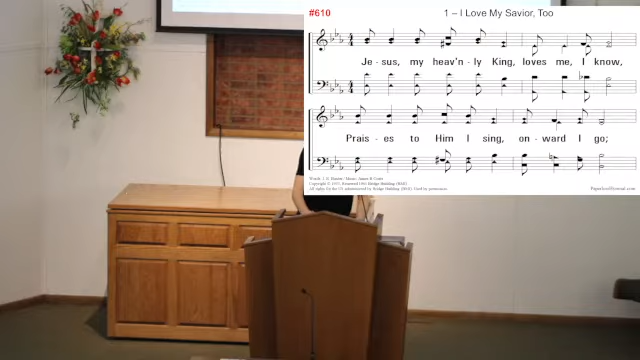 #610
1 – I Love My Savior, Too
Je - sus, my heav'n - ly King, loves me, I know,
Prais - es to Him I sing, on - ward I go;